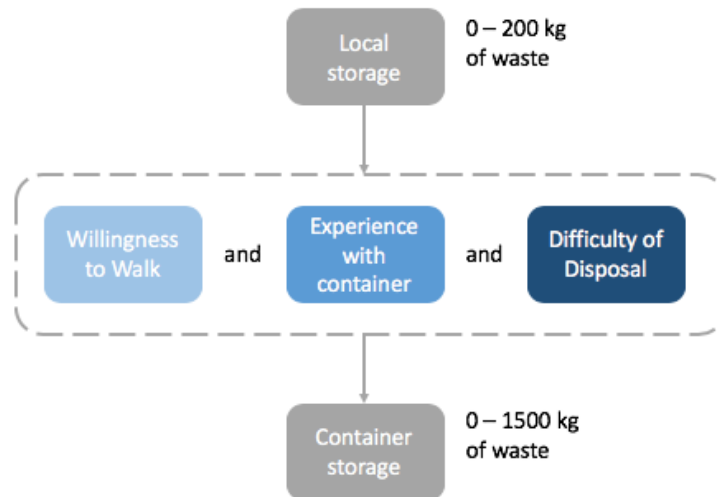 Local
storage
0 – 200 kg
of waste
Willingness
to Walk
and
Experience
with
container
and
Difficulty of
Disposal
Container
storage
0 – 1500 kg
of waste